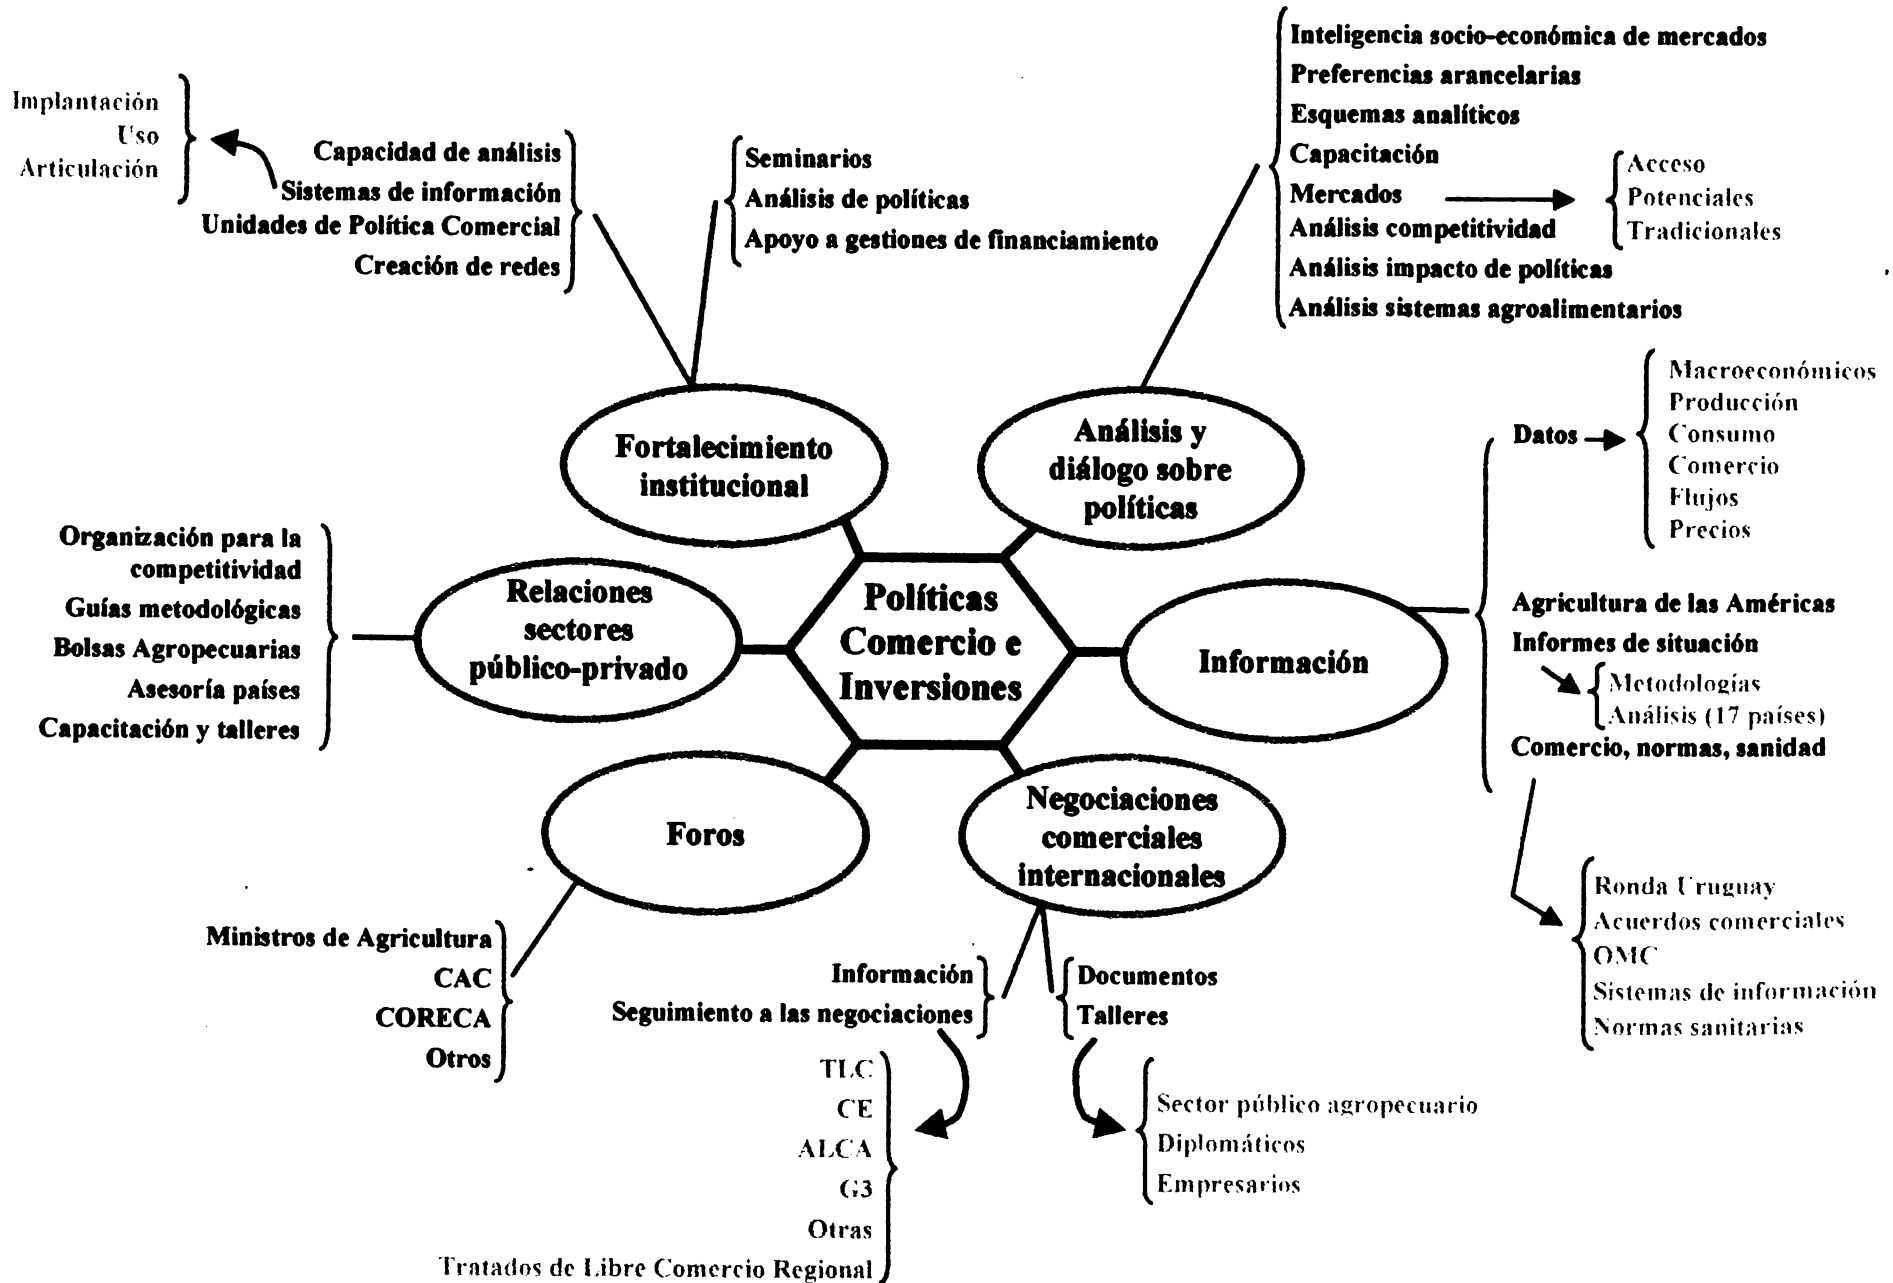 Implantación
Uso
Articulación
Capacidad de análisis
Sistemas de información
Unidades de Política Comercial
Creación de redes
Seminarios
Análisis de políticas
Apoyo a gestiones de financiamiento
Inteligencia socio-económica de mercados
Preferencias arancelarias
Esquemas analíticos
Capacitación
Mercados
Análisis competitividad
Análisis impacto de políticas
Análisis sistemas agroalimentarios
Acceso
Potenciales
Tradicionales
Fortalecimiento
institucional
Análisis y
diálogo sobre
políticas
Datos
Macroeconómicos
Producción
Consumo
Comercio
Flujos
Precios
Organización para la
competitividad
Guías metodológicas
Bolsas Agropecuarias
Asesoría países
Capacitación y talleres
Relaciones
sectores
público-privado
Políticas
Comercio e
Inversiones
Información
Agricultura de las Américas
Informes de situación
Metodologías
Análisis (17 países)
Comercio, normas, sanidad
Foros
Negociaciones
comerciales
internacionales
Ronda Uruguay
Acuerdos comerciales
OMC
Sistemas de información
Normas sanitarias
Ministros de Agricultura
CAC
CORECA
Otros
Información
Seguimiento a las negociaciones
Documentos
Talleres
TLC
CE
ALCA
G3
Otras
Tratados de Libre Comercio Regional
Sector público agropecuario
Diplomáticos
Empresarios